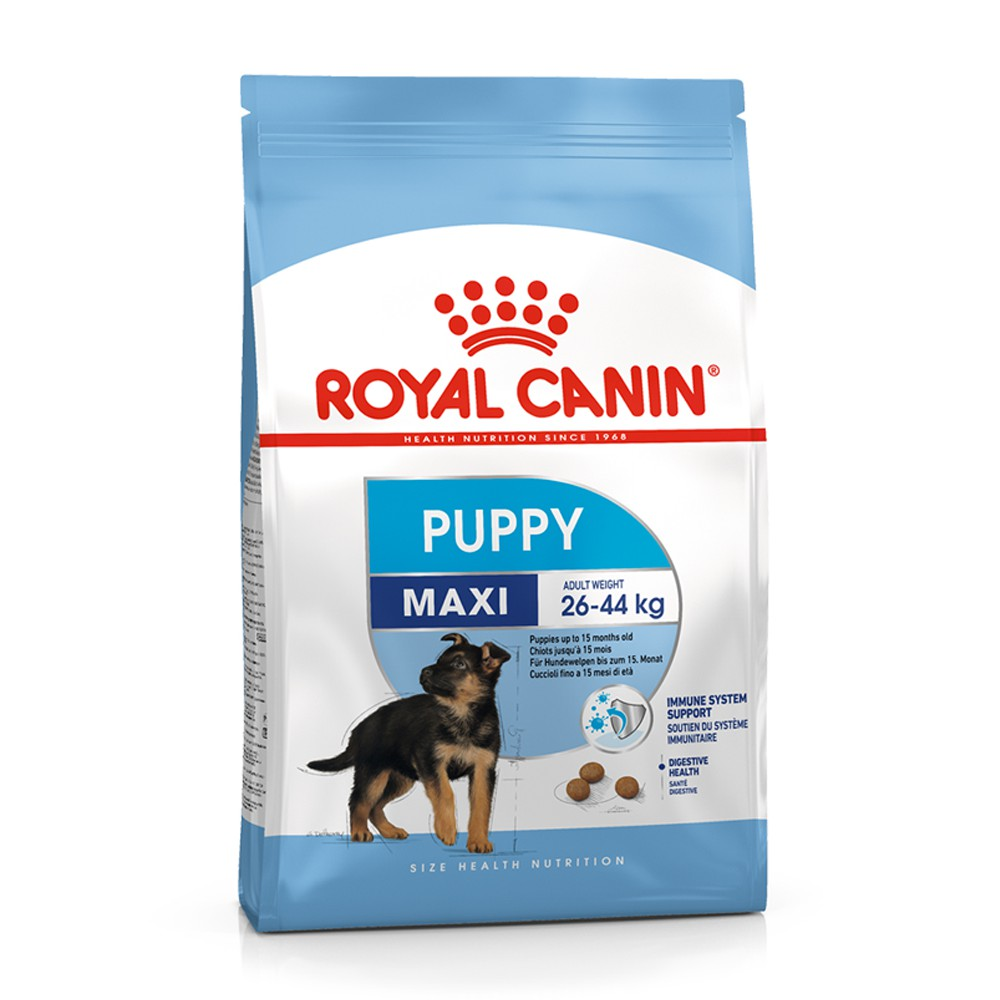 ROYAL CANIN®
HEALTH NUTRITION SINCE 1968
PUPPY
MAXI
ADULT WEIGHT
26-44 kg
Puppies up to 15 months old
Chiots jusqu'à 15 mois
Für Hundewelpen bis zum 15. Monat
Cuccioli fino a 15 mesi di età
IMMUNE SYSTEM
SUPPORT
SOUTIEN DU SYSTÈME
IMMUNITAIRE
DIGESTIVE
HEALTH
SANTÉ
DIGESTIVE
SIZE HEALTH NUTRITION